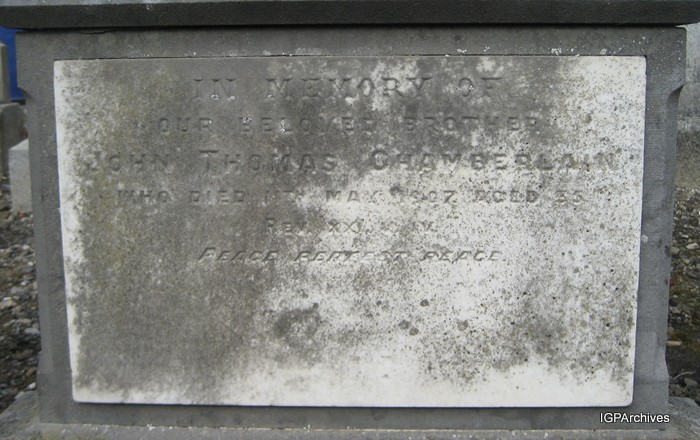 IN MEMORY OF
OUR BELOVED BROTHER
JOHN THOMAS CHAMBERLAIN
WHO DIED MAY AGED
REV. XXI.
PEACE PERFECT PEACE
IGPArchives